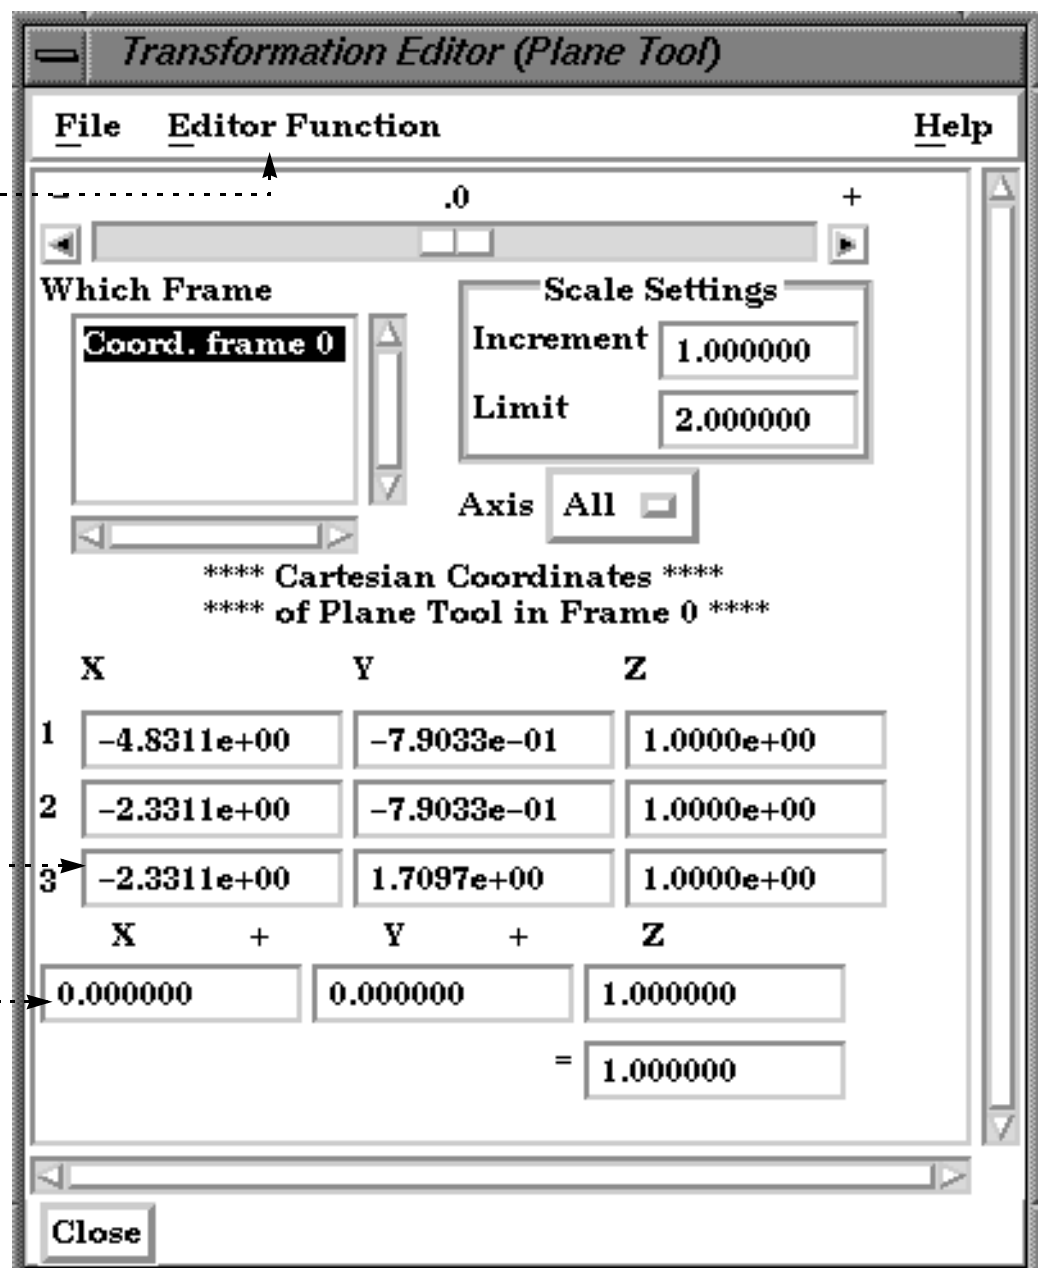 Transformation Editor (Plane Tool)
File Editor Function Help
- .0 +
Which Frame
Scale Settings
Coord. frame 0
Increment 1.000000
Limit 2.000000
Axis All
**** Cartesian Coordinates ****
**** of Plane Tool in Frame 0 ****
X Y Z
1 -4.8311e+00 -7.9033e-01 1.0000e+00
2 -2.3311e+00 -7.9033e-01 1.0000e+00
3 -2.3311e+00 1.7097e+00 1.0000e+00
X + Y + Z
0.000000 0.000000 1.000000
= 1.000000
Close